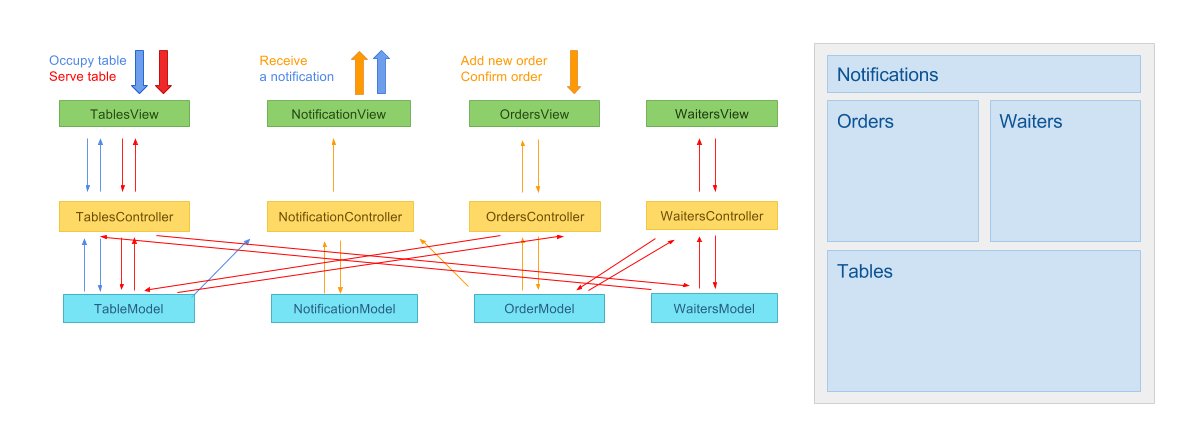 Occupy table
Serve table
Receive
a notification
Add new order
Confirm order
TablesView
NotificationView
OrdersView
WaitersView
TablesController
NotificationController
OrdersController
WaitersController
TableModel
NotificationModel
OrderModel
WaitersModel
Notifications
Orders
Waiters
Tables